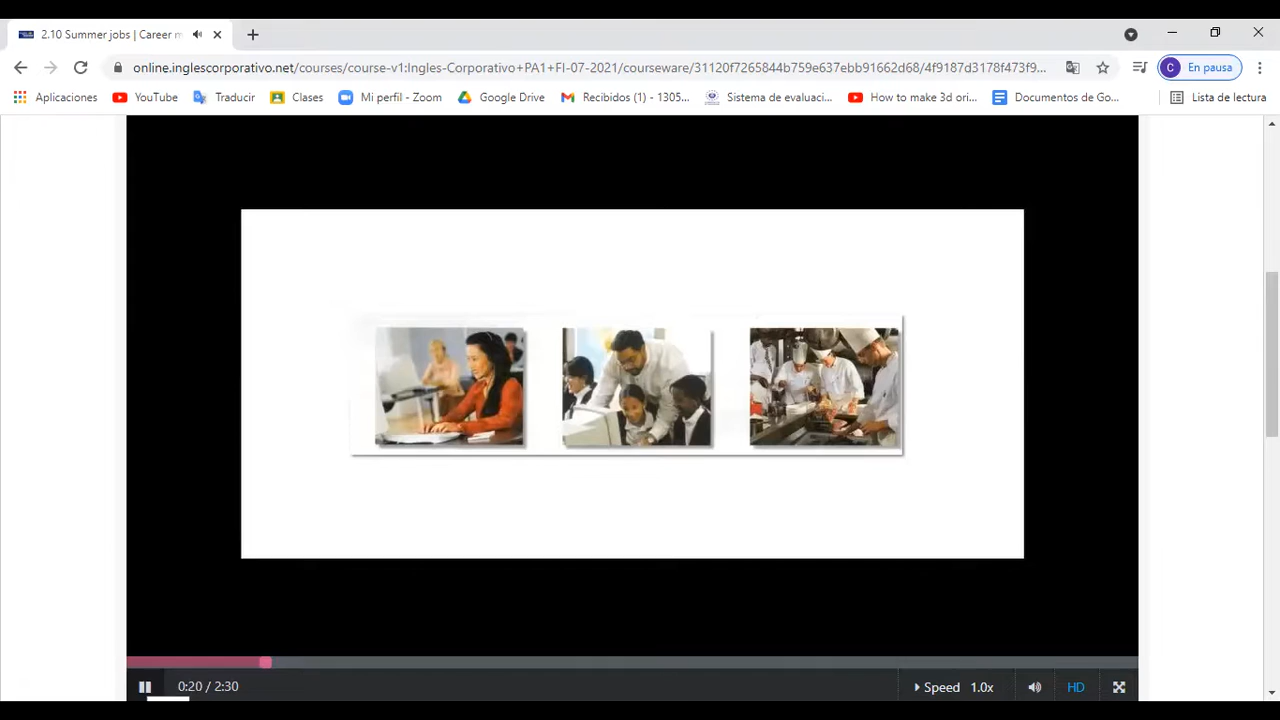 2.10 Summer jobs | Career m
online.inglescorporativo.net/courses/course-v1:Ingles-Corporativo+PA1+FI-07-2021/courseware/31120f7265844b759e637ebb91662d68/4f9187d3178f473f9...
C En pausa
Aplicaciones YouTube Traducir Clases Mi perfil - Zoom Google Drive Recibidos (1) - 1305... Sistema de evaluaci... How to make 3d ori... Documentos de Go... Lista de lectura
0:20 / 2:30 Speed 1.0x HD